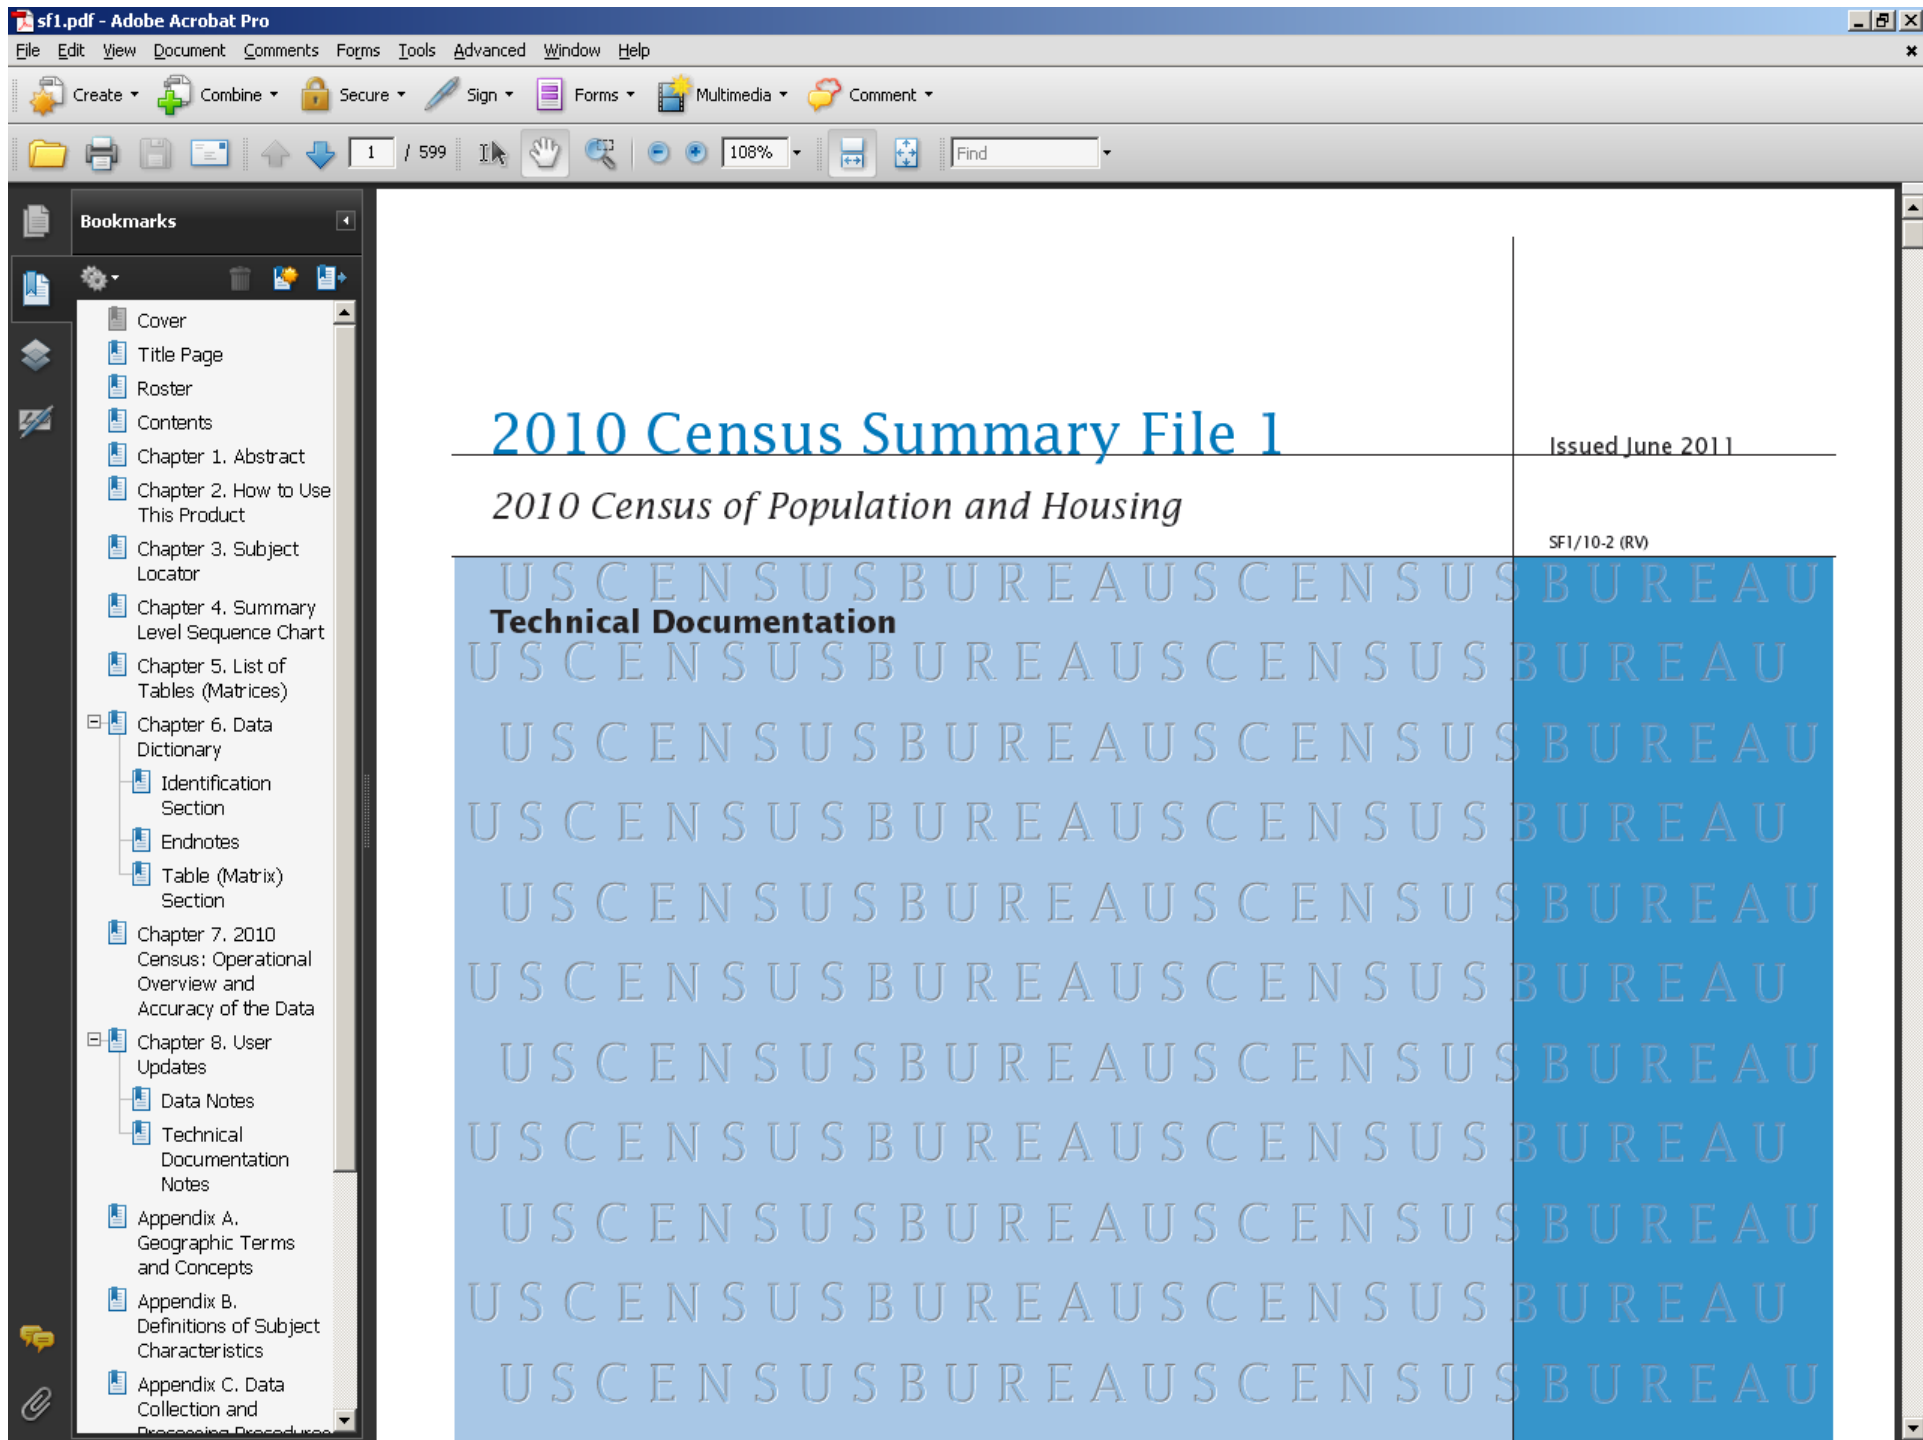 sf1.pdf - Adobe Acrobat Pro
File Edit View Document Comments Forms Tools Advanced Window Help
Create Combine Secure Sign Forms Multimedia Comment
1 / 599 108% Find
Bookmarks
Cover
Title Page
Roster
Contents
Chapter 1. Abstract
Chapter 2. How to Use
This Product
Chapter 3. Subject
Locator
Chapter 4. Summary
Level Sequence Chart
Chapter 5. List of
Tables (Matrices)
Chapter 6. Data
Dictionary
Identification
Section
Endnotes
Table (Matrix)
Section
Chapter 7. 2010
Census: Operational
Overview and
Accuracy of the Data
Chapter 8. User
Updates
Data Notes
Technical
Documentation
Notes
Appendix A.
Geographic Terms
and Concepts
Appendix B.
Definitions of Subject
Characteristics
Appendix C. Data
Collection and
Processing Procedures
2010 Census Summary File 1
Issued June 2011
2010 Census of Population and Housing
SF1/10-2 (RV)
USCENSUSBUREAUSCENSUSBUREAU
Technical Documentation
USCENSUSBUREAUSCENSUSBUREAU
USCENSUSBUREAUSCENSUSBUREAU
USCENSUSBUREAUSCENSUSBUREAU
USCENSUSBUREAUSCENSUSBUREAU
USCENSUSBUREAUSCENSUSBUREAU
USCENSUSBUREAUSCENSUSBUREAU
USCENSUSBUREAUSCENSUSBUREAU
USCENSUSBUREAUSCENSUSBUREAU
USCENSUSBUREAUSCENSUSBUREAU
USCENSUSBUREAUSCENSUSBUREAU